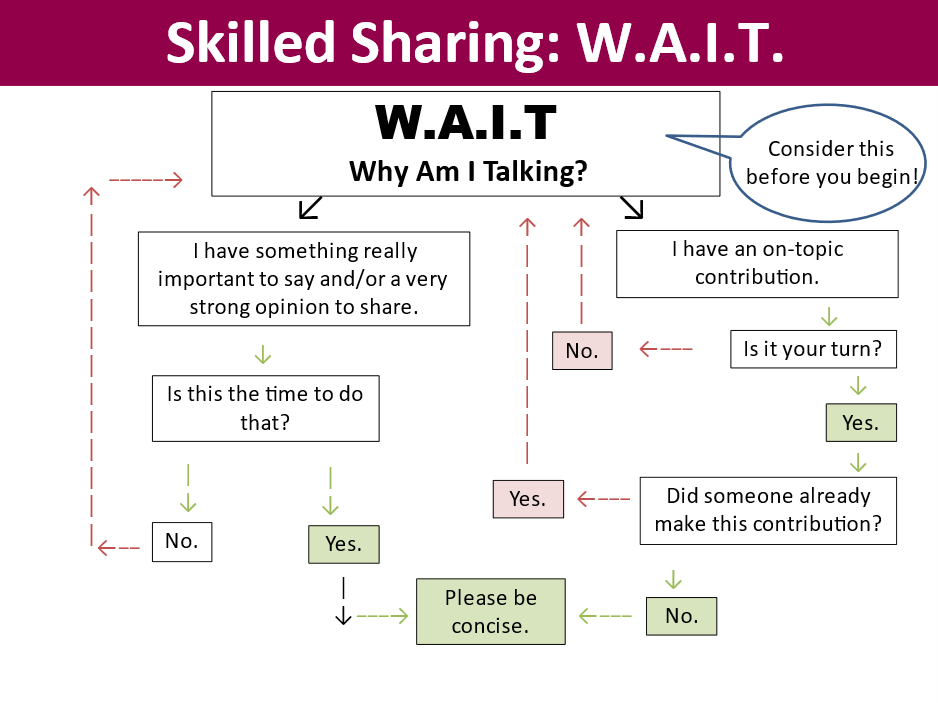 Skilled Sharing: W.A.I.T.
W.A.I.T
Why Am I Talking?
Consider this
before you begin!
I have something really
important to say and/or a very
strong opinion to share.
I have an on-topic
contribution.
Is this the time to do
that?
No.
Yes.
Is it your turn?
No.
Yes.
Did someone already
make this contribution?
Yes.
No.
Please be
concise.